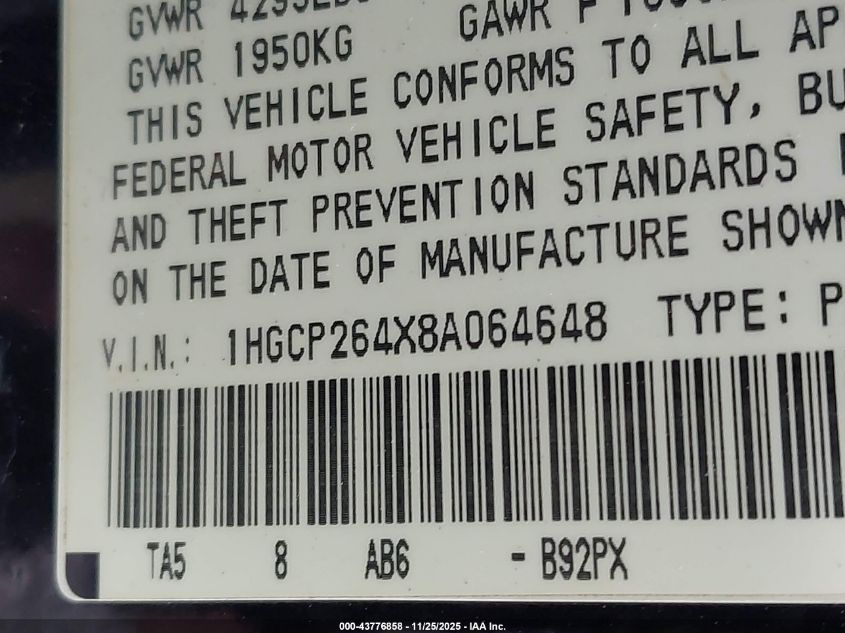 GVWR
GVWR 1950KG GAWR F
THIS VEHICLE CONFORMS TO ALL AP
FEDERAL MOTOR VEHICLE SAFETY, BU
AND THEFT PREVENTION STANDARDS
ON THE DATE OF MANUFACTURE SHOWN
V.I.N.: 1HGCP264X8A064648 TYPE: P
TA5 8 AB6 - B92PX
000-43776858 - 11/25/2025 - IAA Inc.